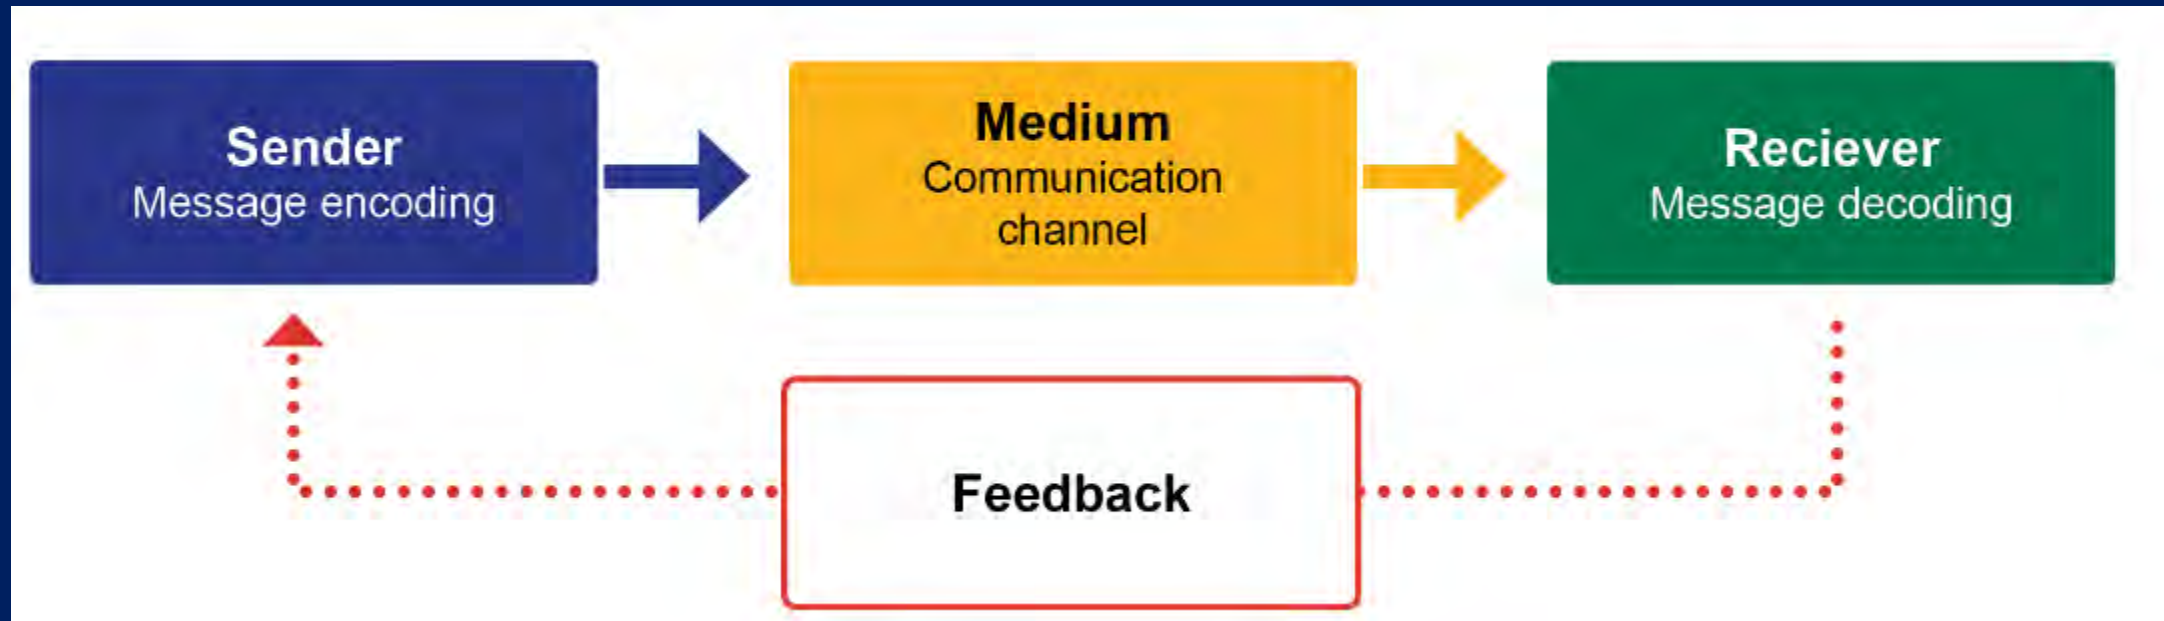 Sender
Message encoding
Medium
Communication
channel
Reciever
Message decoding
Feedback